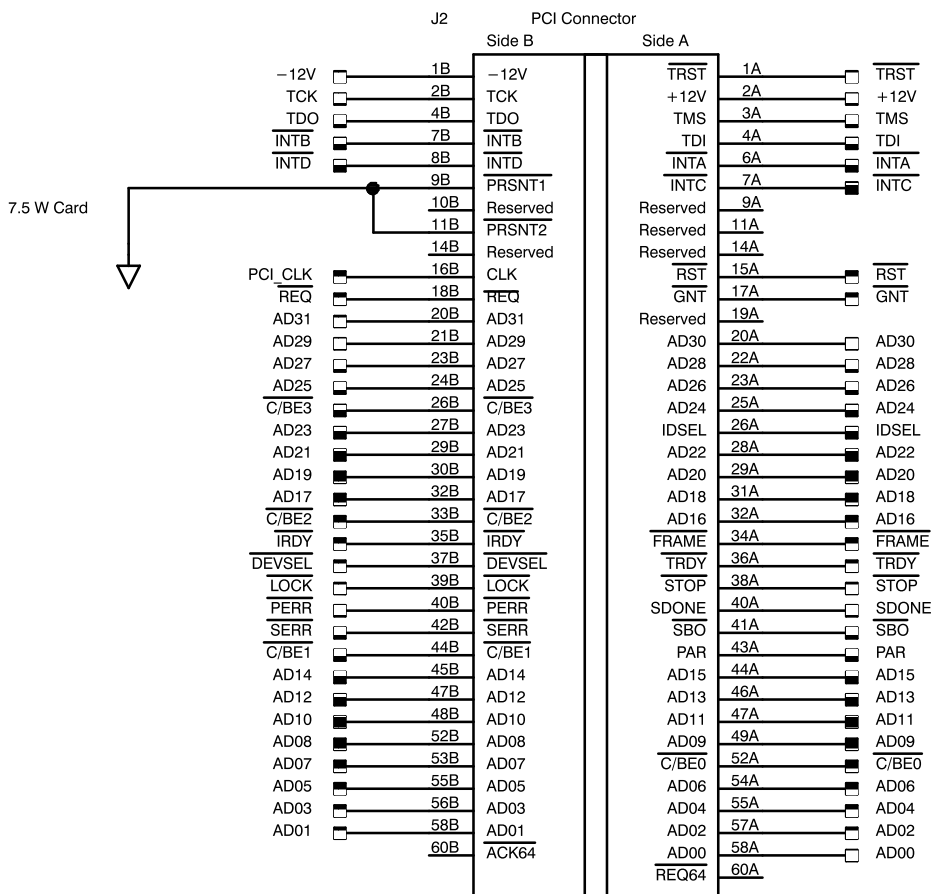 J2 PCI Connector
Side B Side A
−12V 1B −12V TRST 1A TRST
TCK 2B TCK +12V 2A +12V
TDO 4B TDO TMS 3A TMS
INTB 7B INTB TDI 4A TDI
INTD 8B INTD INTA 6A INTA
9B PRSNT1 INTC 7A INTC
7.5 W Card 10B Reserved Reserved 9A
11B PRSNT2 Reserved 11A
14B Reserved Reserved 14A
PCI_CLK 16B CLK RST 15A RST
REQ 18B REQ GNT 17A GNT
AD31 20B AD31 Reserved 19A
AD29 21B AD29 AD30 20A AD30
AD27 23B AD27 AD28 22A AD28
AD25 24B AD25 AD26 23A AD26
C/BE3 26B C/BE3 AD24 25A AD24
AD23 27B AD23 IDSEL 26A IDSEL
AD21 29B AD21 AD22 28A AD22
AD19 30B AD19 AD20 29A AD20
AD17 32B AD17 AD18 31A AD18
C/BE2 33B C/BE2 AD16 32A AD16
IRDY 35B IRDY FRAME 34A FRAME
DEVSEL 37B DEVSEL TRDY 36A TRDY
LOCK 39B LOCK STOP 38A STOP
PERR 40B PERR SDONE 40A SDONE
SERR 42B SERR SBO 41A SBO
C/BE1 44B C/BE1 PAR 43A PAR
AD14 45B AD14 AD15 44A AD15
AD12 47B AD12 AD13 46A AD13
AD10 48B AD10 AD11 47A AD11
AD08 52B AD08 AD09 49A AD09
AD07 53B AD07 C/BE0 52A C/BE0
AD05 55B AD05 AD06 54A AD06
AD03 56B AD03 AD04 55A AD04
AD01 58B AD01 AD02 57A AD02
60B ACK64 AD00 58A AD00
REQ64 60A